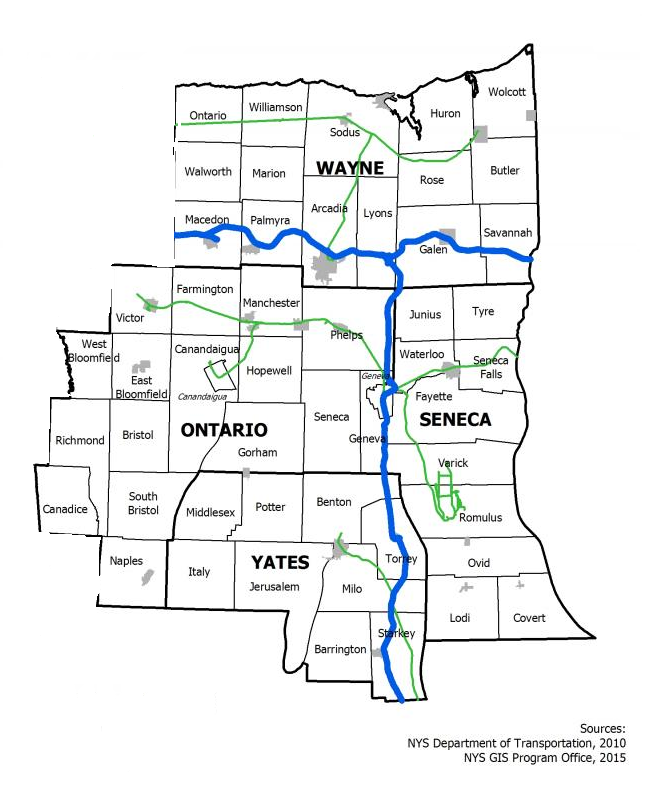 Wolcott
Williamson
Huron
Ontario
Sodus
WAYNE
Walworth
Marion
Rose
Butler
Arcadia
Lyons
Macedon
Palmyra
Galen
Savannah
Farmington
Manchester
Victor
Junius
Tyre
Phelps
West
Bloomfield
Canandaigua
Waterloo
Seneca
Falls
East
Bloomfield
Hopewell
Geneva
Canandaigua
Fayette
SENECA
Seneca
Richmond
Bristol
ONTARIO
Geneva
Gorham
Varick
Canadice
South
Bristol
Middlesex
Potter
Benton
Romulus
Naples
Italy
YATES
Jerusalem
Torrey
Ovid
Milo
Lodi
Covert
Starkey
Barrington
Sources:
NYS Department of Transportation, 2010
NYS GIS Program Office, 2015